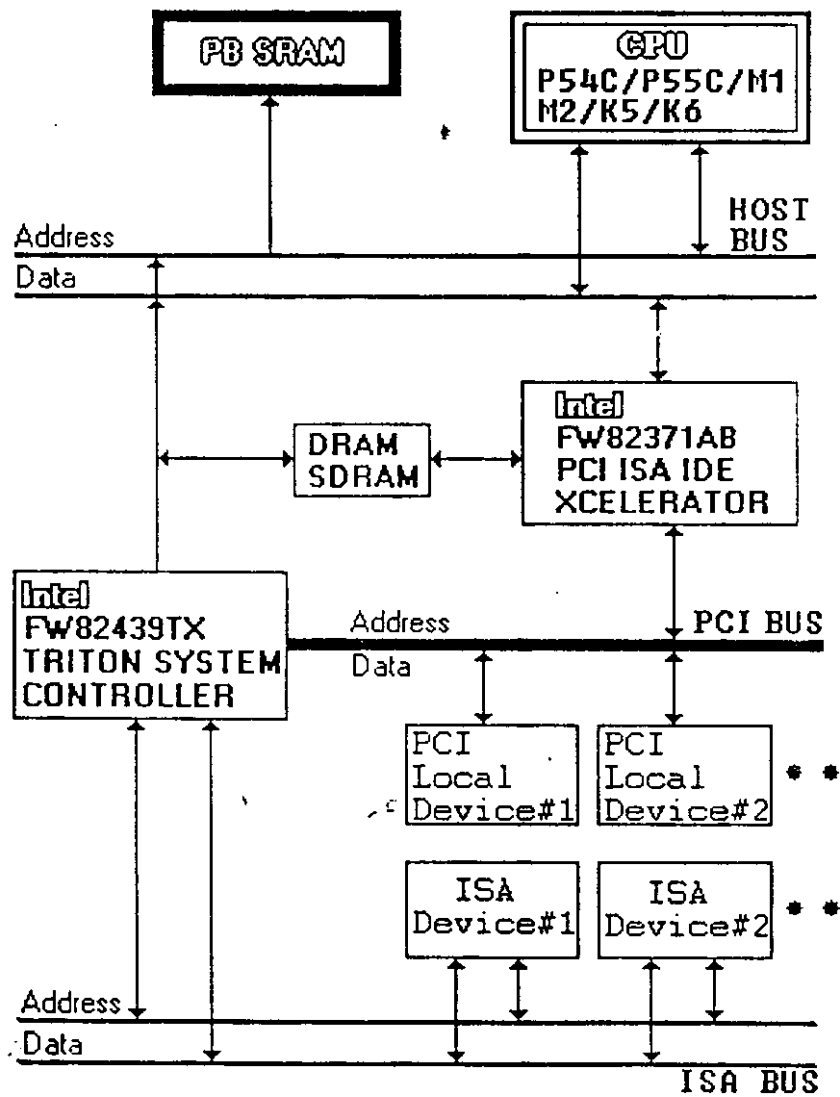 PB SRAM
CPU
P54C/P55C/M1
M2/K5/K6
HOST
BUS
Address
Data
Intel
FW82371AB
PCI ISA IDE
XCELERATOR
DRAM
SDRAM
Intel
FW82439TX
TRITON SYSTEM
CONTROLLER
Address
PCI BUS
Data
PCI
Local
Device#1
PCI
Local
Device#2
* *
ISA
Device#1
ISA
Device#2
* *
Address
Data
ISA BUS